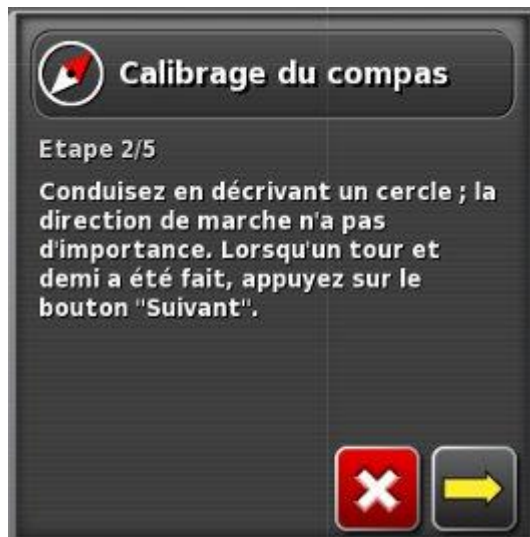 Calibrage du compas
Etape 2/5
Conduisez en décrivant un cercle ; la
direction de marche n'a pas
d'importance. Lorsqu'un tour et
demi a été fait, appuyez sur le
bouton "Suivant".